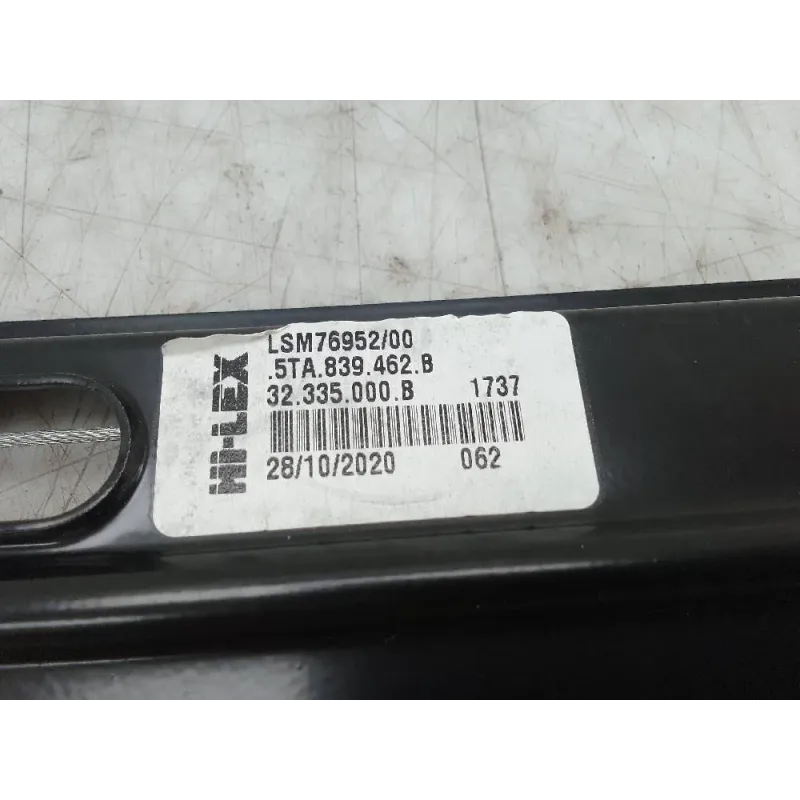 HI-LEX
LSM76952/00
.5TA.839.462.B
32.335.000.B 1737
28/10/2020 062